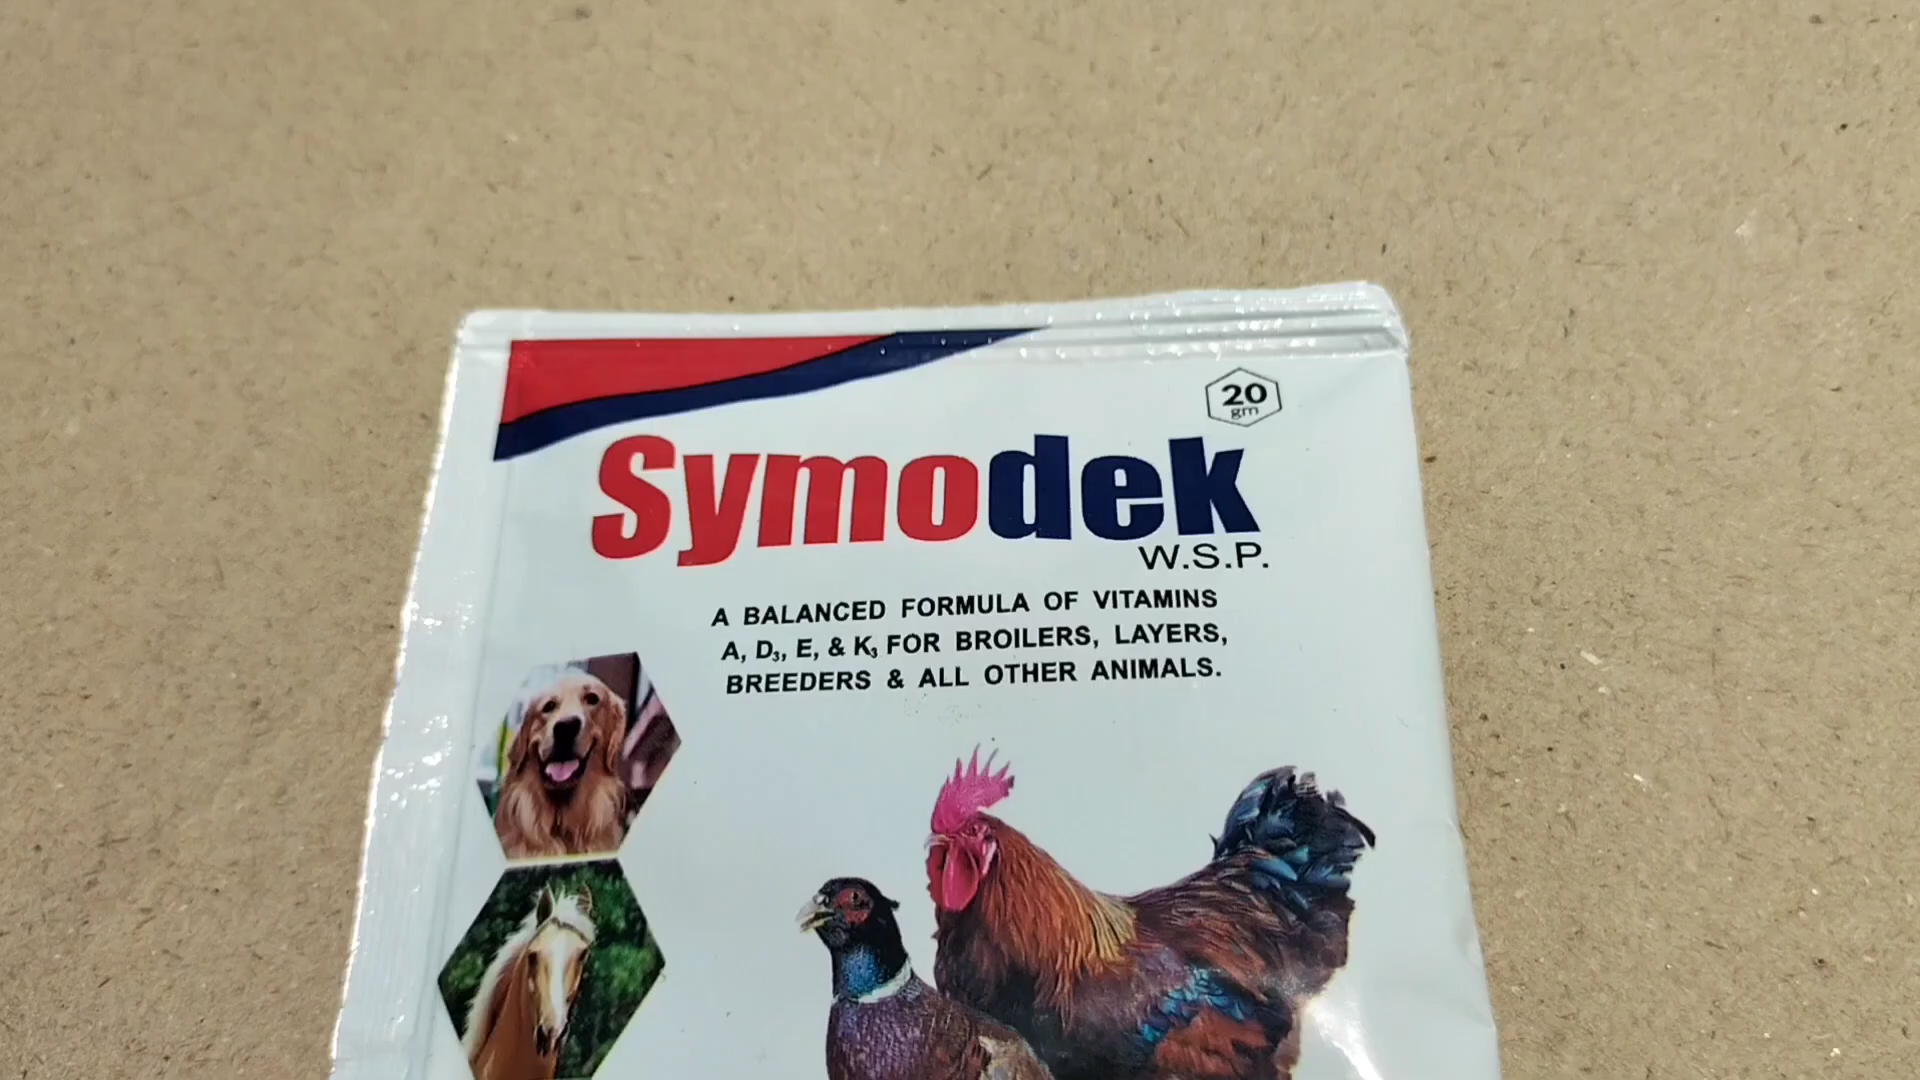 20
gm
Symodek
W.S.P.
A BALANCED FORMULA OF VITAMINS
A, D₃, E, & K₃ FOR BROILERS, LAYERS,
BREEDERS & ALL OTHER ANIMALS.